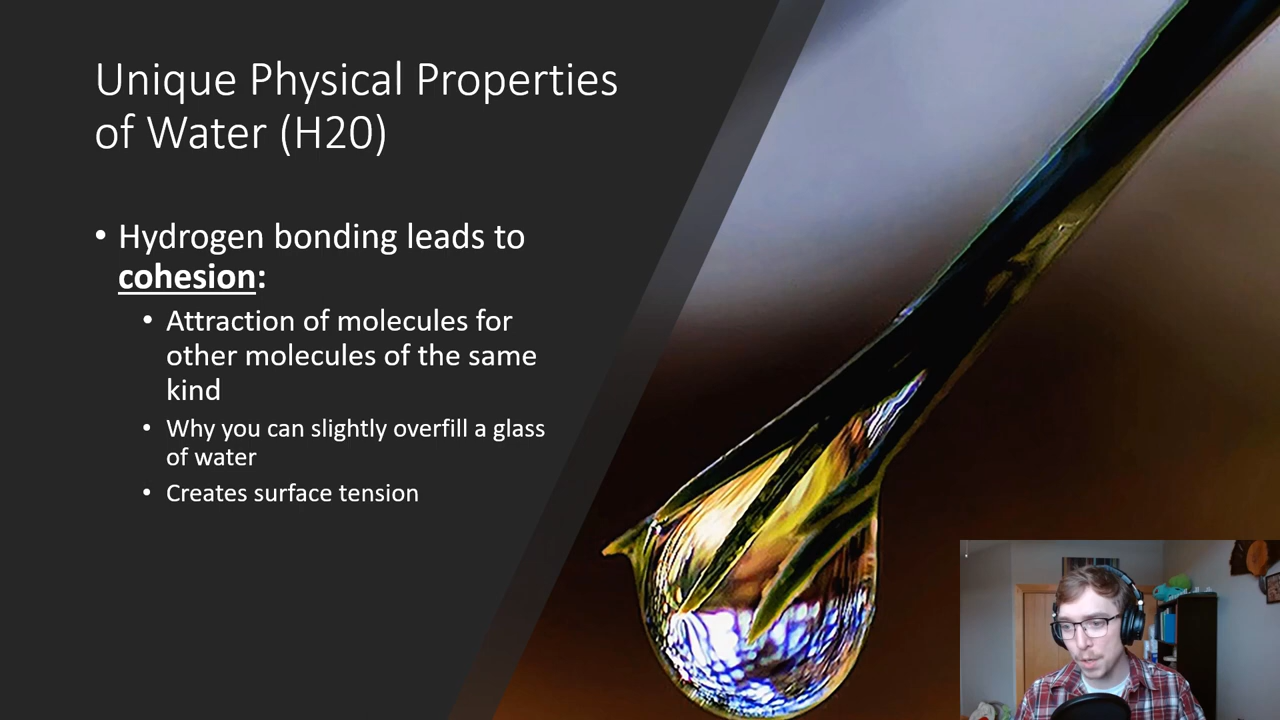 Unique Physical Properties
of Water (H20)
• Hydrogen bonding leads to
cohesion:
• Attraction of molecules for
other molecules of the same
kind
• Why you can slightly overfill a glass
of water
• Creates surface tension